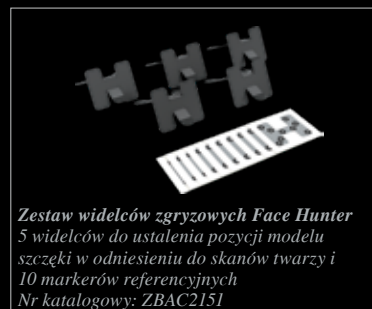 Zestaw widelców zgryzowych Face Hunter
5 widelców do ustalenia pozycji modelu
szczęki w odniesieniu do skanów twarzy i
10 markerów referencyjnych
Nr katalogowy: ZBAC2151